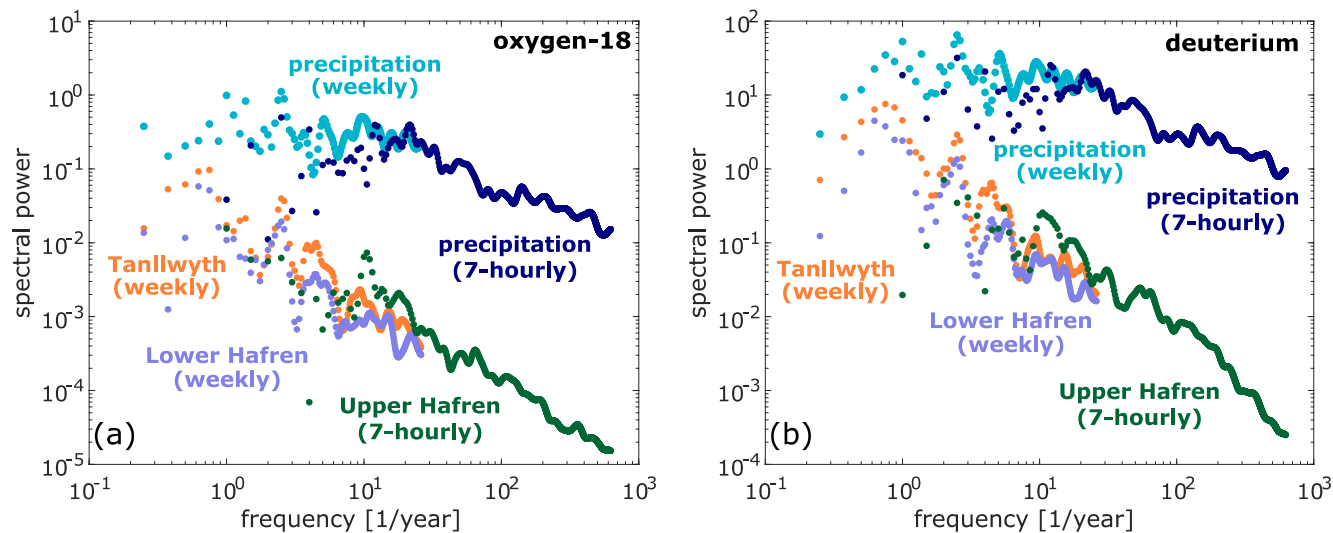 oxygen-18
precipitation
(weekly)
precipitation
(7-hourly)
Tanllwyth
(weekly)
Lower Hafren
(weekly)
Upper Hafren
(7-hourly)
(a)
spectral power
10^1
10^0
10^-1
10^-2
10^-3
10^-4
10^-5
10^-1
10^0
10^1
10^2
10^3
frequency [1/year]
deuterium
precipitation
(weekly)
precipitation
(7-hourly)
Tanllwyth
(weekly)
Lower Hafren
(weekly)
Upper Hafren
(7-hourly)
(b)
spectral power
10^2
10^1
10^0
10^-1
10^-2
10^-3
10^-4
10^-1
10^0
10^1
10^2
10^3
frequency [1/year]